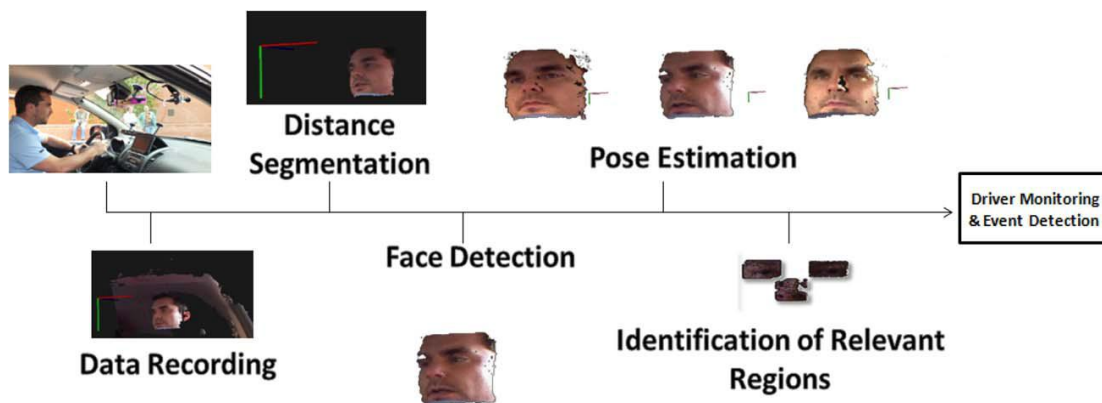 Distance
Segmentation
Pose Estimation
Driver Monitoring
& Event Detection
Face Detection
Data Recording
Identification of Relevant
Regions